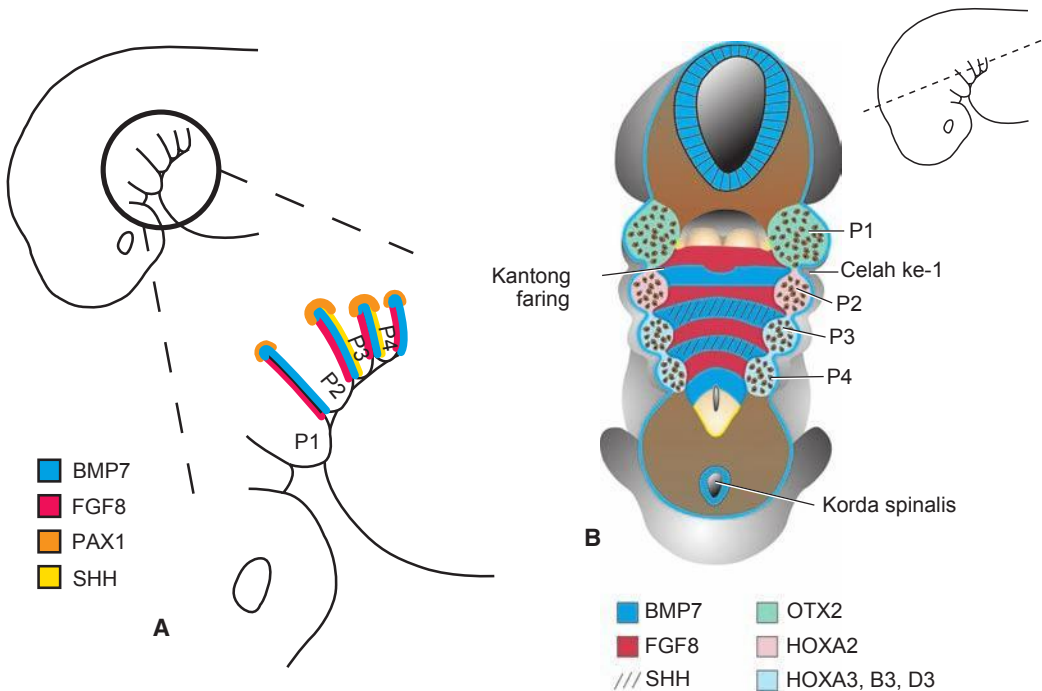 P1
P2
P3
P4
BMP7
FGF8
PAX1
SHH
A
Kantong
faring
P1
Celah ke-1
P2
P3
P4
Korda spinalis
B
BMP7
FGF8
SHH
OTX2
HOXA2
HOXA3, B3, D3